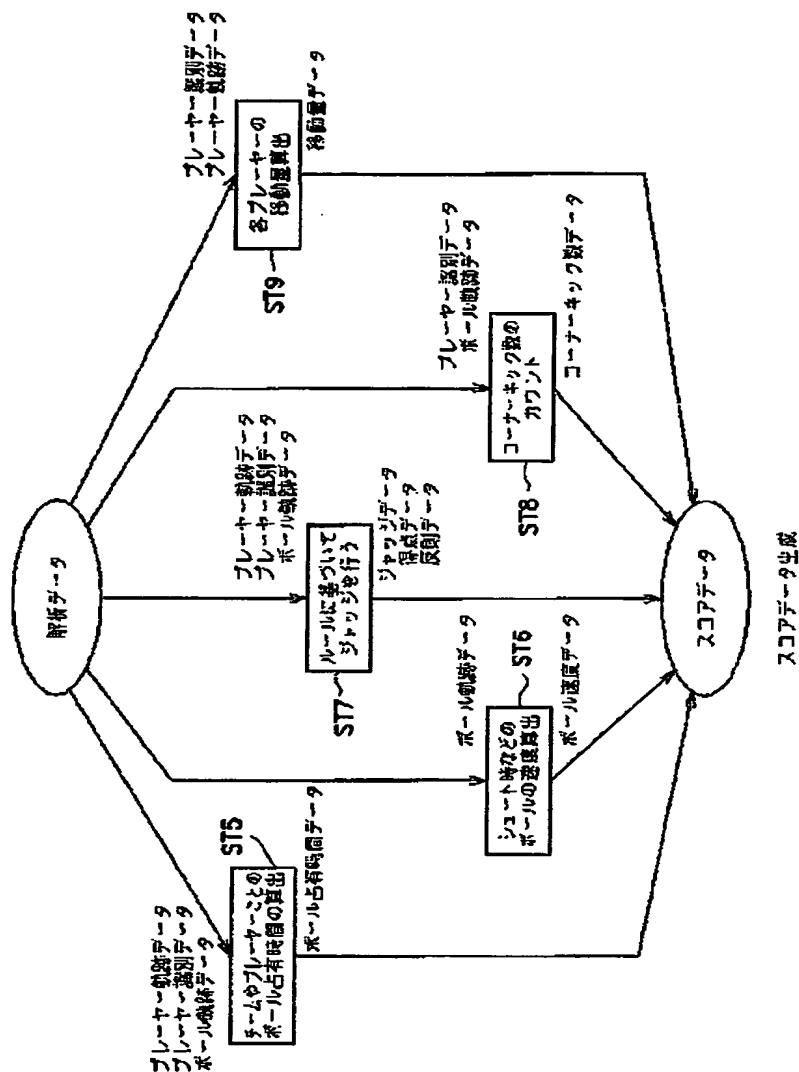 解析データ
プレーヤー軌跡データ
プレーヤー識別データ
ボール軌跡データ
ST5
チームやプレーヤーごとの
ボール占有時間の算出
ボール占有時間データ
ボール軌跡データ
ST6
シュート時などの
ボールの速度算出
ボール速度データ
プレーヤー軌跡データ
プレーヤー識別データ
ボール軌跡データ
ST7
ルールに基づいて
ジャッジを行う
ジャッジデータ
得点データ
反則データ
プレーヤー識別データ
ボール軌跡データ
ST8
コーナーキック数の
カウント
コーナーキック数データ
プレーヤー識別データ
プレーヤー軌跡データ
ST9
各プレーヤーの
移動量算出
移動量データ
スコアデータ
スコアデータ生成